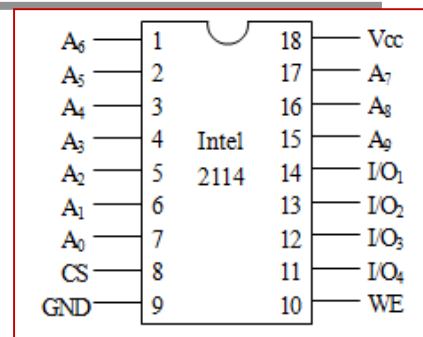 A₆ 1 18 Vcc
A₅ 2 17 A₇
A₄ 3 16 A₈
A₃ 4 Intel 15 A₉
A₂ 5 2114 14 I/O₁
A₁ 6 13 I/O₂
A₀ 7 12 I/O₃
CS 8 11 I/O₄
GND 9 10 WE